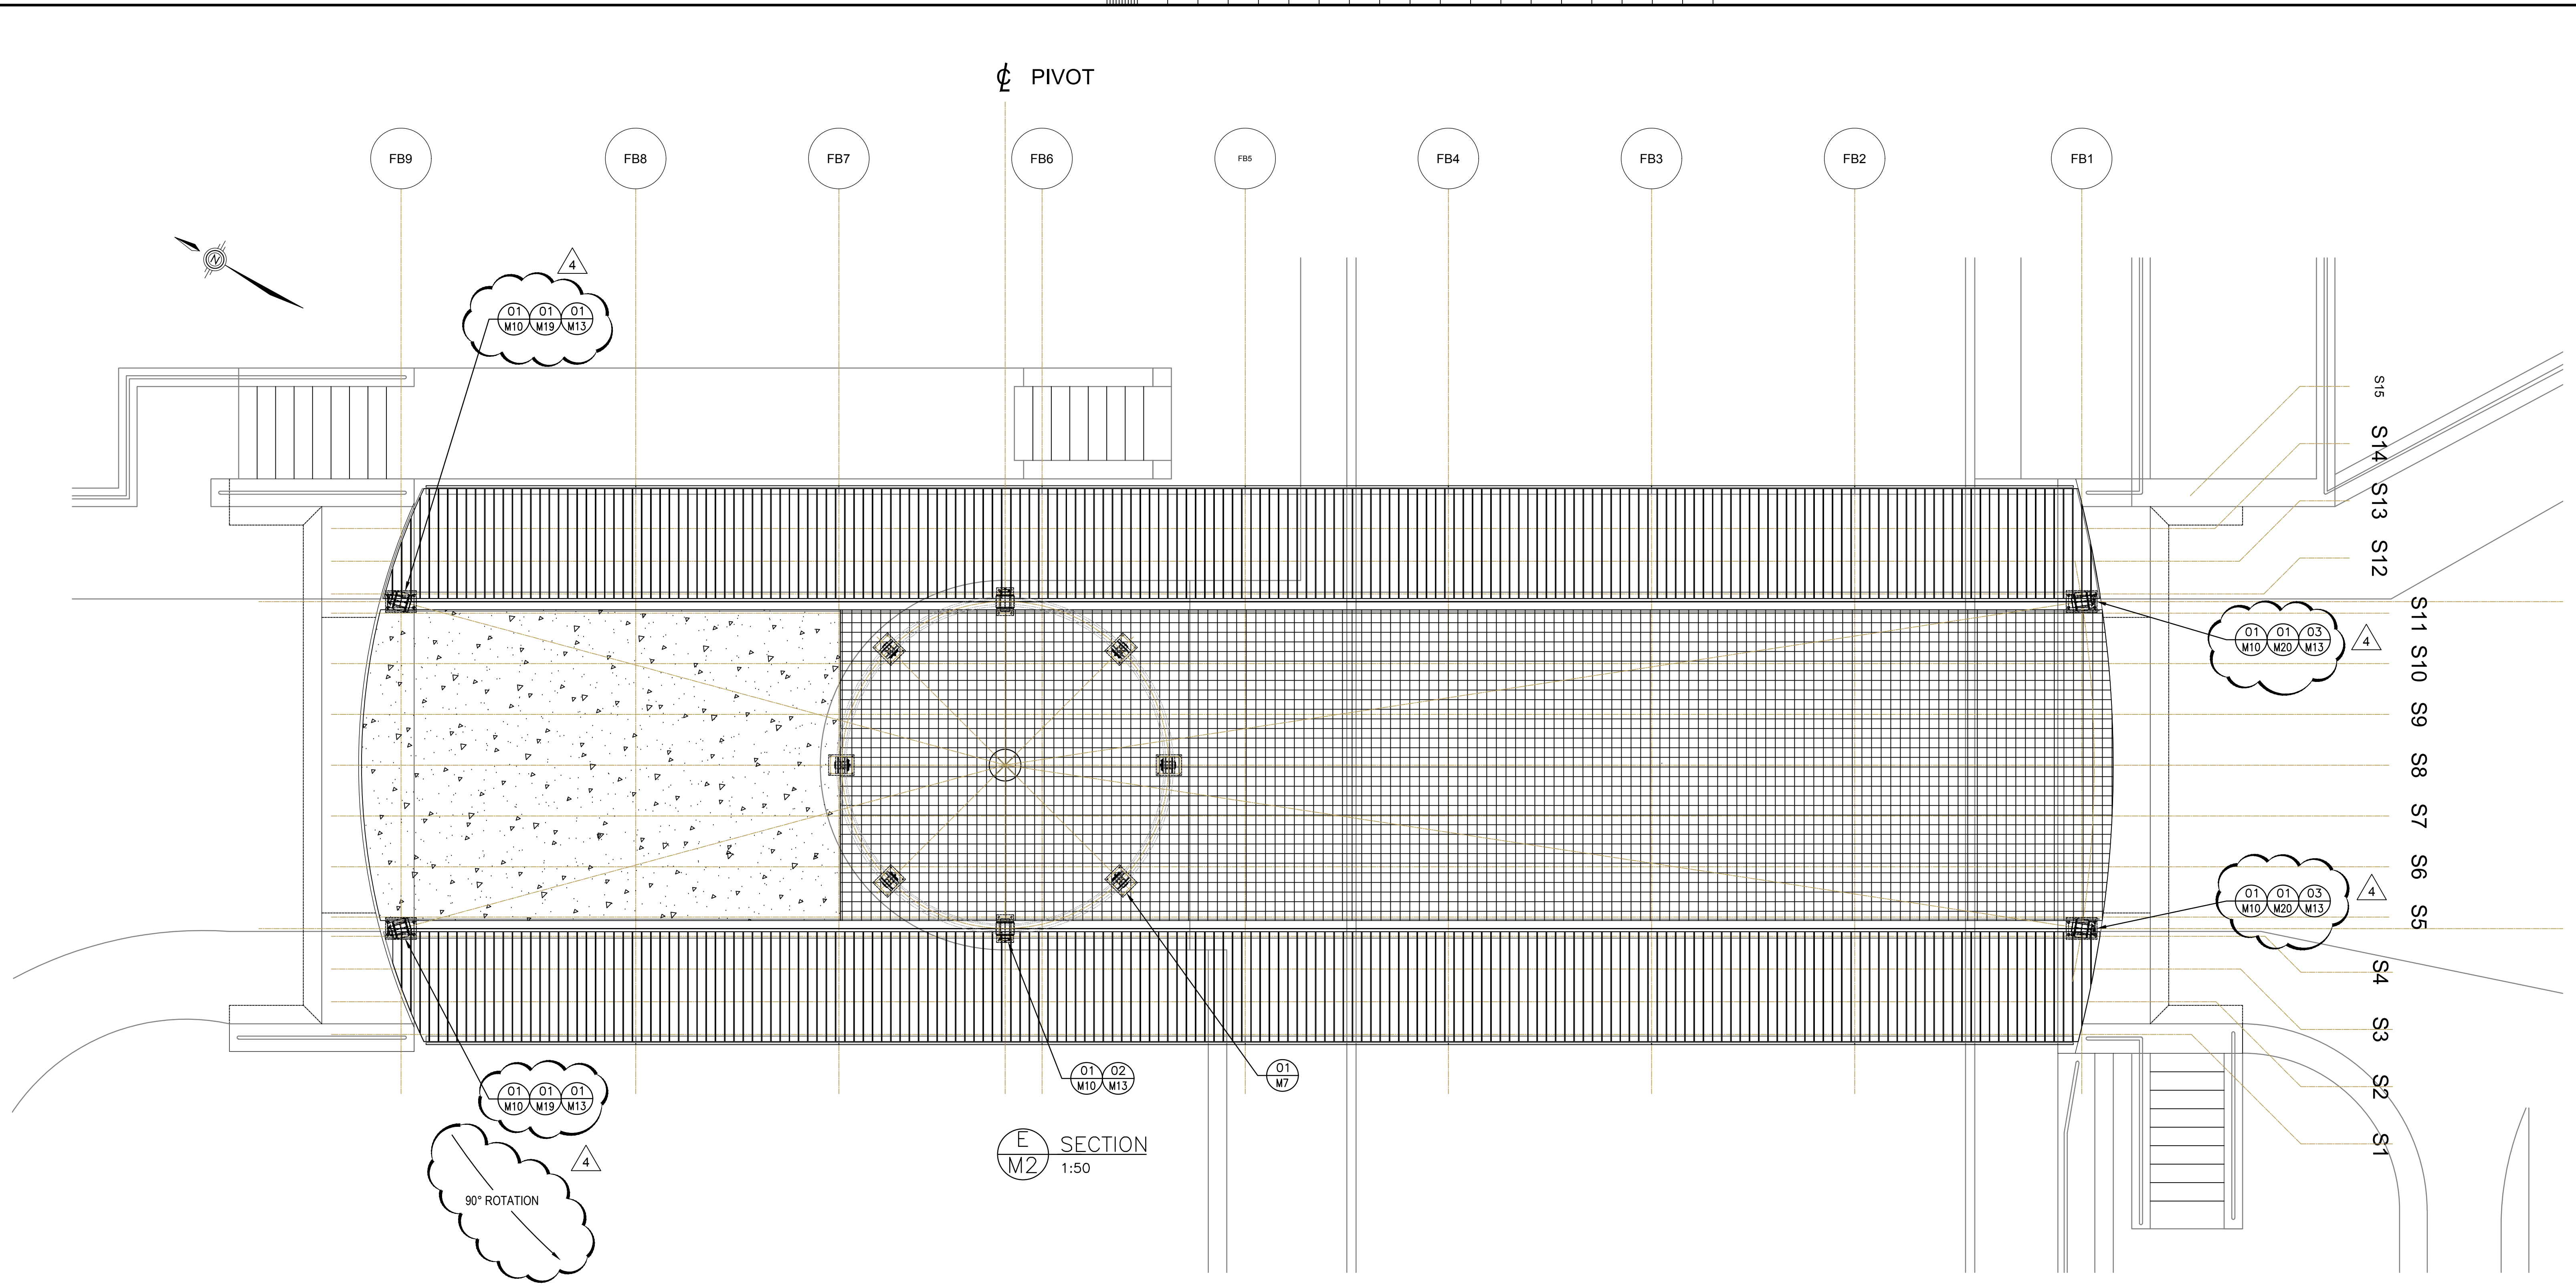 ℄ PIVOT
FB9 FB8 FB7 FB6 FB5 FB4 FB3 FB2 FB1
N
4
01 01 01
M10 M19 M13
S15
S14
S13
S12
S11
S10
S9
S8
S7
S6
S5
S4
S3
S2
S1
01 01 03
M10 M20 M13
4
01 01 03
M10 M20 M13
4
01 02
M10 M13
01
M7
01 01 01
M10 M19 M13
4
90° ROTATION
E
M2
SECTION
1:50